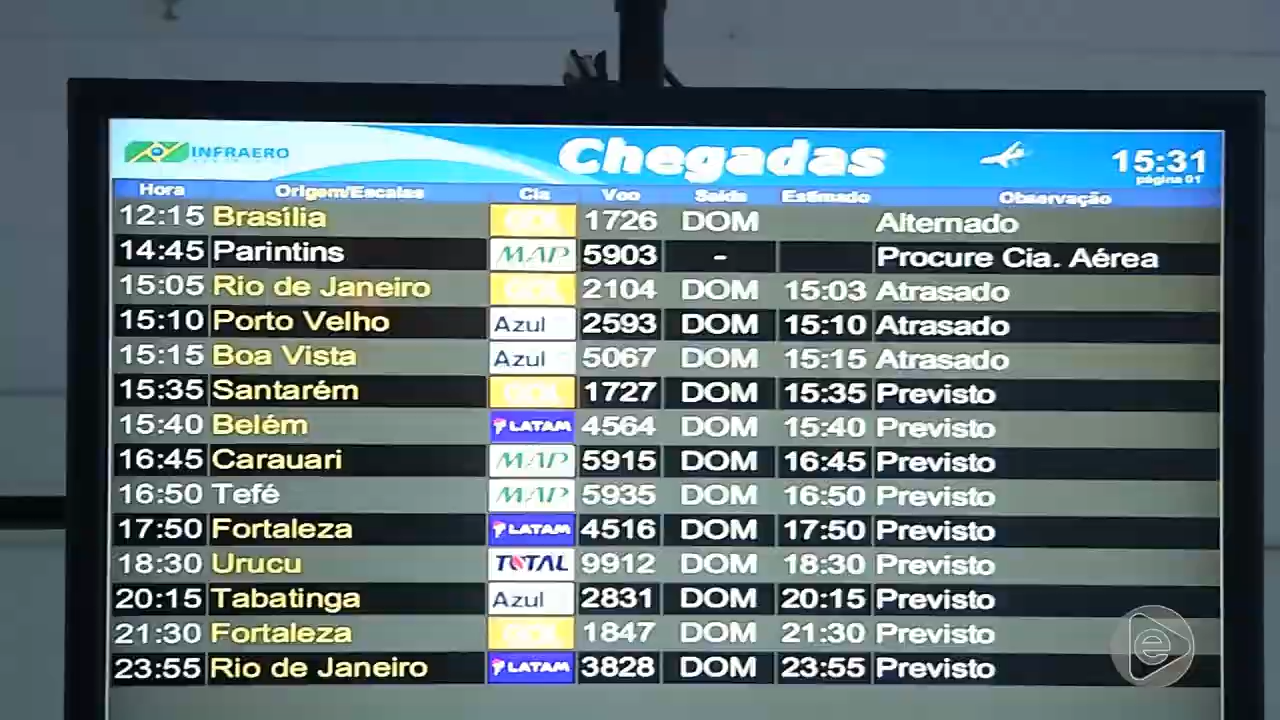 INFRAERO Chegadas 15:31
página 01
Hora Origem/Escalas Cia Voo Saída Estimado Observação
12:15 Brasília GOL 1726 DOM Alternado
14:45 Parintins MAP 5903 - Procure Cia. Aérea
15:05 Rio de Janeiro GOL 2104 DOM 15:03 Atrasado
15:10 Porto Velho Azul 2593 DOM 15:10 Atrasado
15:15 Boa Vista Azul 5067 DOM 15:15 Atrasado
15:35 Santarém GOL 1727 DOM 15:35 Previsto
15:40 Belém LATAM 4564 DOM 15:40 Previsto
16:45 Carauari MAP 5915 DOM 16:45 Previsto
16:50 Tefé MAP 5935 DOM 16:50 Previsto
17:50 Fortaleza LATAM 4516 DOM 17:50 Previsto
18:30 Urucu TOTAL 9912 DOM 18:30 Previsto
20:15 Tabatinga Azul 2831 DOM 20:15 Previsto
21:30 Fortaleza GOL 1847 DOM 21:30 Previsto
23:55 Rio de Janeiro LATAM 3828 DOM 23:55 Previsto
e